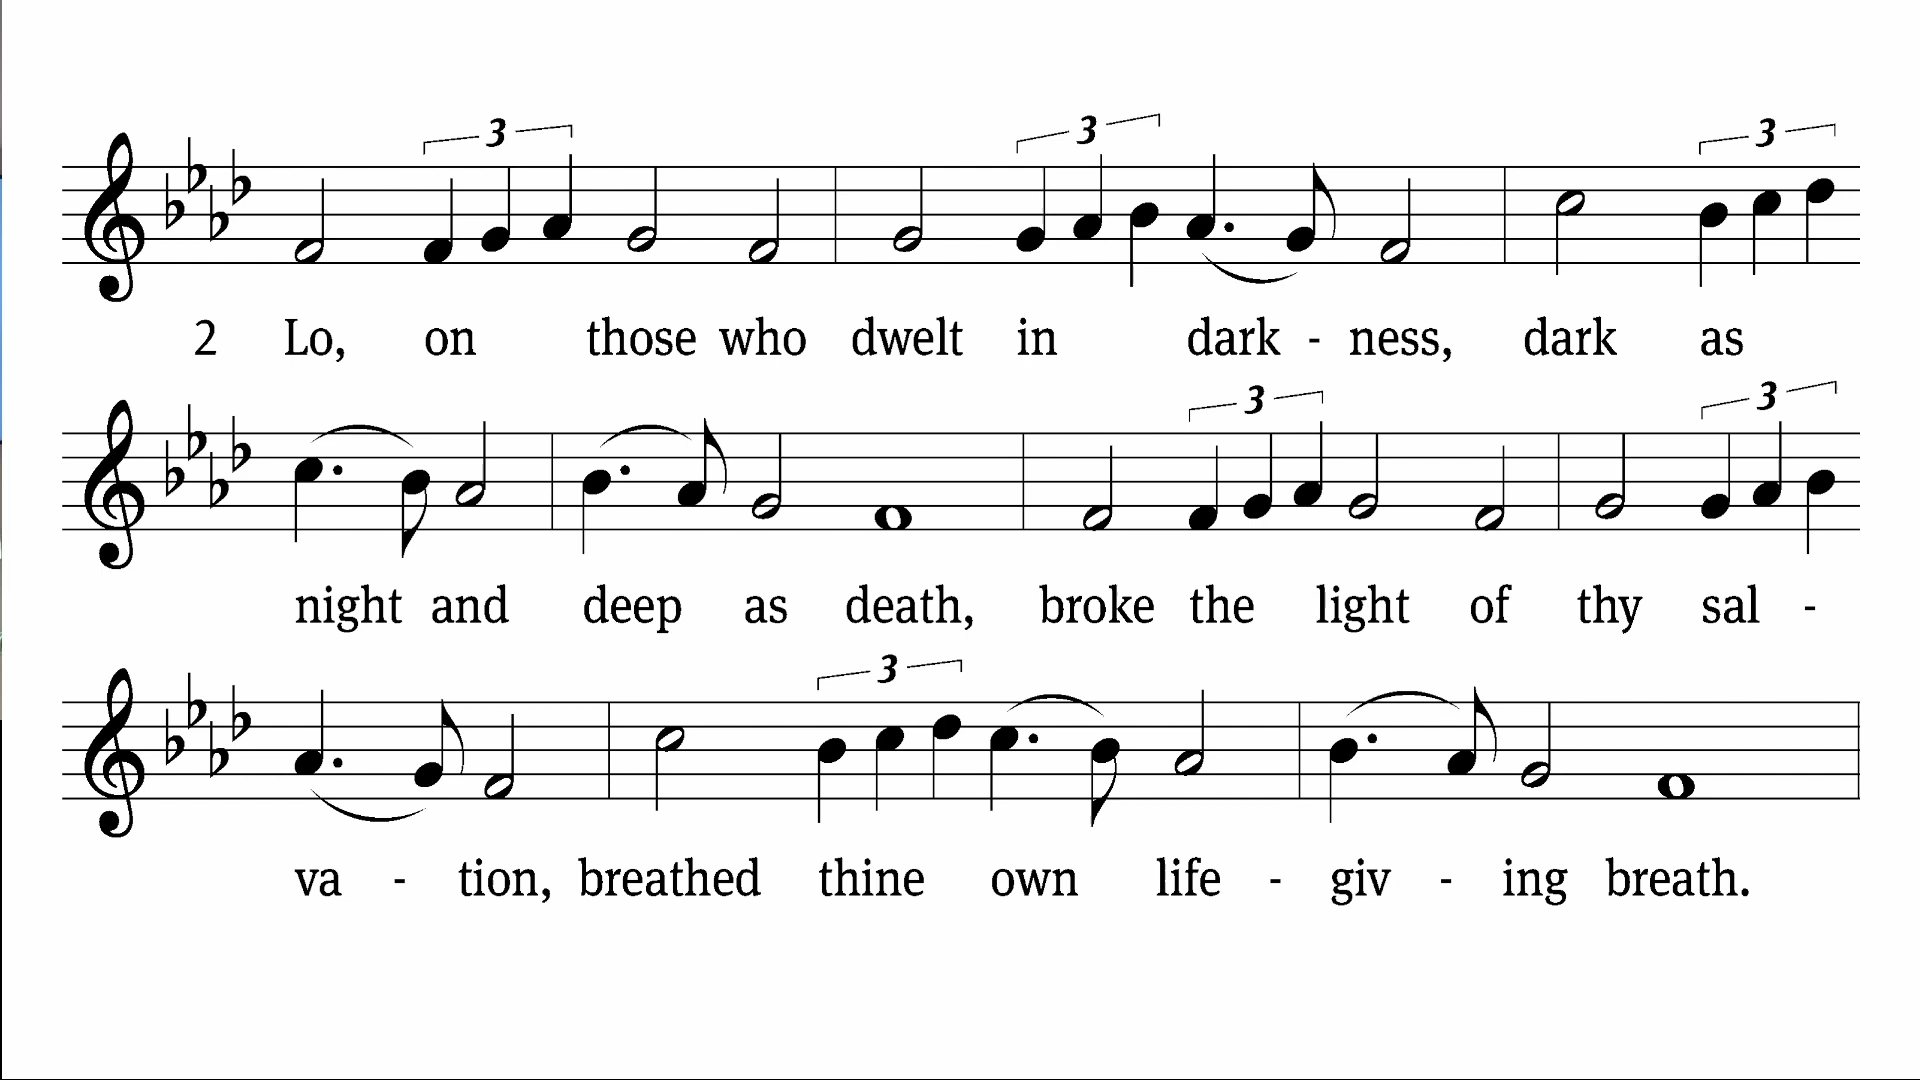 3 3 3
2 Lo, on those who dwelt in dark - ness, dark as
3 3
night and deep as death, broke the light of thy sal -
3
va - tion, breathed thine own life - giv - ing breath.